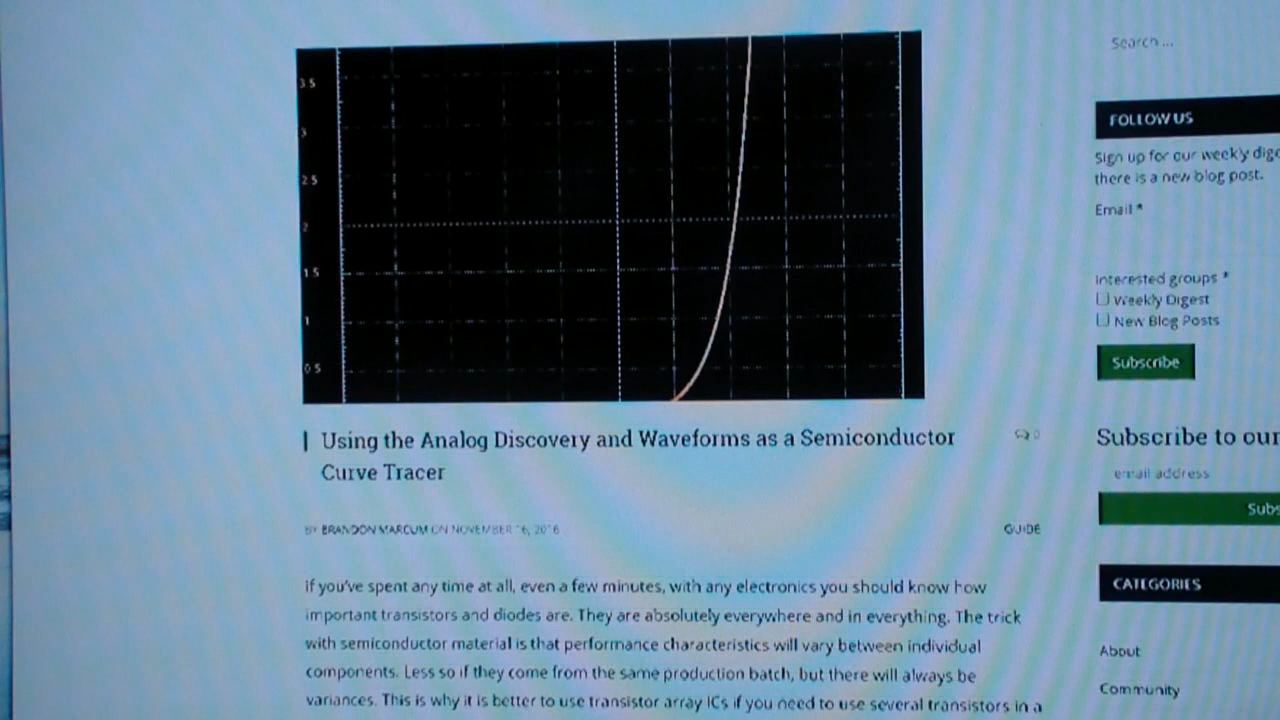 3 5
3
2 5
2
1 5
1
0 5
Using the Analog Discovery and Waveforms as a Semiconductor
Curve Tracer
0
BY BRANDON MARCUM ON NOVEMBER 16, 2016
GUIDE
If you've spent any time at all, even a few minutes, with any electronics you should know how
important transistors and diodes are. They are absolutely everywhere and in everything. The trick
with semiconductor material is that performance characteristics will vary between individual
components. Less so if they come from the same production batch, but there will always be
variances. This is why it is better to use transistor array ICs if you need to use several transistors in a
Search ...
FOLLOW US
Sign up for our weekly dige
there is a new blog post.
Email *
Interested groups *
Weekly Digest
New Blog Posts
Subscribe
Subscribe to our
email address
Subs
CATEGORIES
About
Community